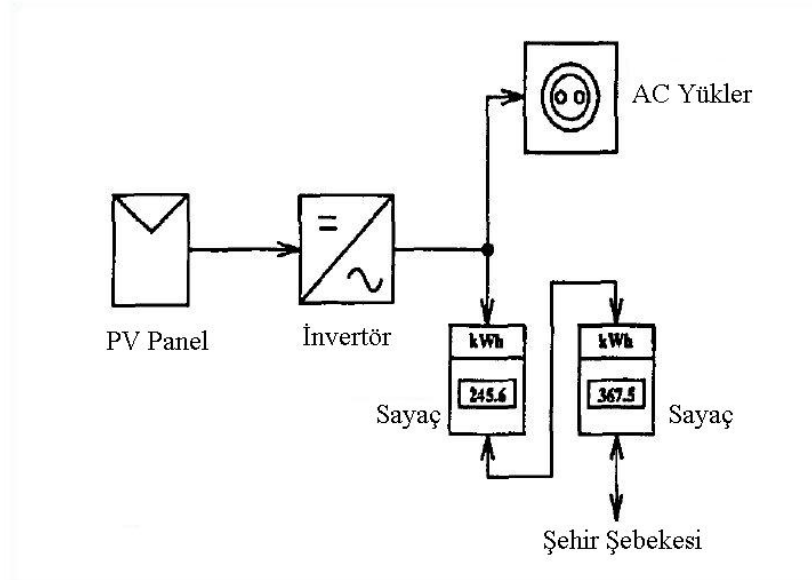 AC Yükler
PV Panel
İnvertör
kWh
kWh
245.6
367.5
Sayaç
Sayaç
Şehir Şebekesi